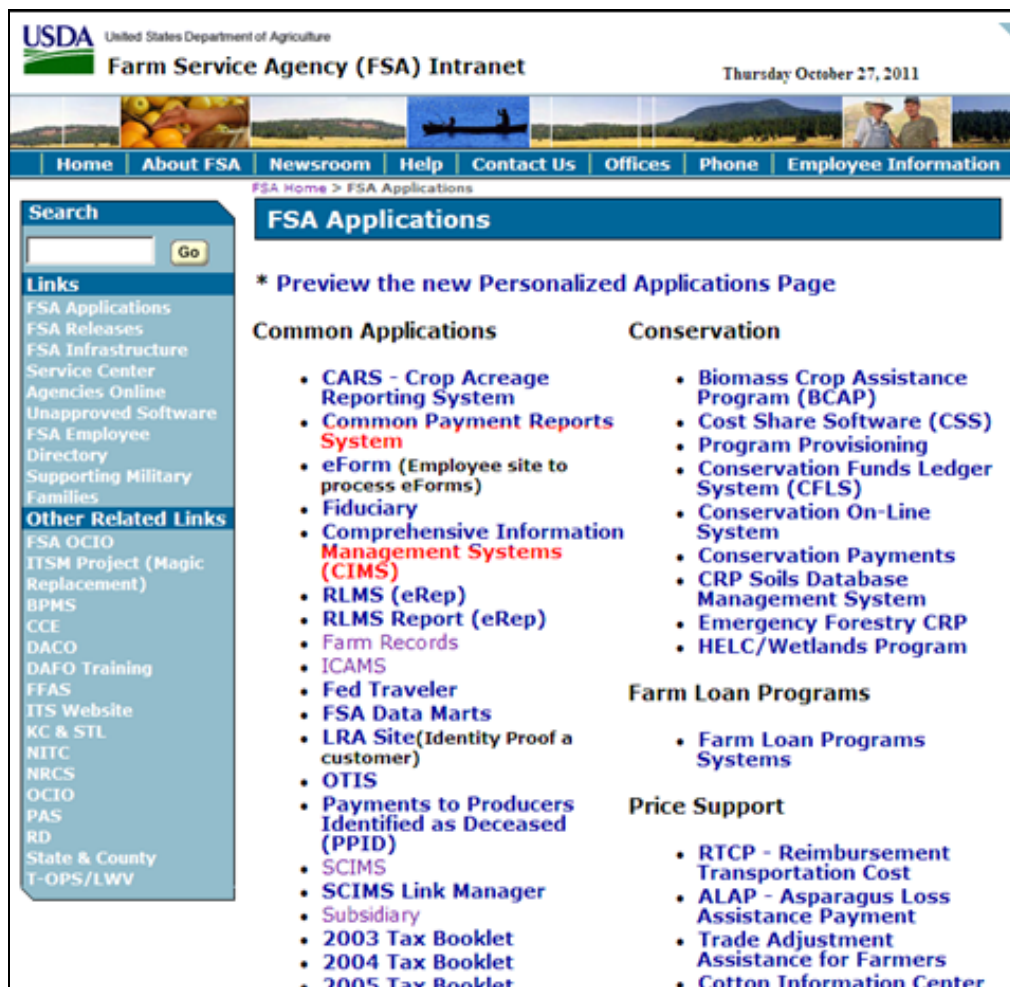 USDA United States Department of Agriculture
Farm Service Agency (FSA) Intranet
Thursday October 27, 2011
Home About FSA Newsroom Help Contact Us Offices Phone Employee Information
FSA Home > FSA Applications
Search
Go
Links
FSA Applications
FSA Releases
FSA Infrastructure
Service Center
Agencies Online
Unapproved Software
FSA Employee
Directory
Supporting Military
Families
Other Related Links
FSA OCIO
ITSM Project (Magic
Replacement)
BPMS
CCE
DACO
DAFO Training
FFAS
ITS Website
KC & STL
NITC
NRCS
OCIO
PAS
RD
State & County
T-OPS/LWV
FSA Applications
* Preview the new Personalized Applications Page
Common Applications
• CARS - Crop Acreage
Reporting System
• Common Payment Reports
System
• eForm (Employee site to
process eForms)
• Fiduciary
• Comprehensive Information
Management Systems
(CIMS)
• RLMS (eRep)
• RLMS Report (eRep)
• Farm Records
• ICAMS
• Fed Traveler
• FSA Data Marts
• LRA Site(Identity Proof a
customer)
• OTIS
• Payments to Producers
Identified as Deceased
(PPID)
• SCIMS
• SCIMS Link Manager
• Subsidiary
• 2003 Tax Booklet
• 2004 Tax Booklet
• 2005 Tax Booklet
Conservation
• Biomass Crop Assistance
Program (BCAP)
• Cost Share Software (CSS)
• Program Provisioning
• Conservation Funds Ledger
System (CFLS)
• Conservation On-Line
System
• Conservation Payments
• CRP Soils Database
Management System
• Emergency Forestry CRP
• HELC/Wetlands Program
Farm Loan Programs
• Farm Loan Programs
Systems
Price Support
• RTCP - Reimbursement
Transportation Cost
• ALAP - Asparagus Loss
Assistance Payment
• Trade Adjustment
Assistance for Farmers
• Cotton Information Center